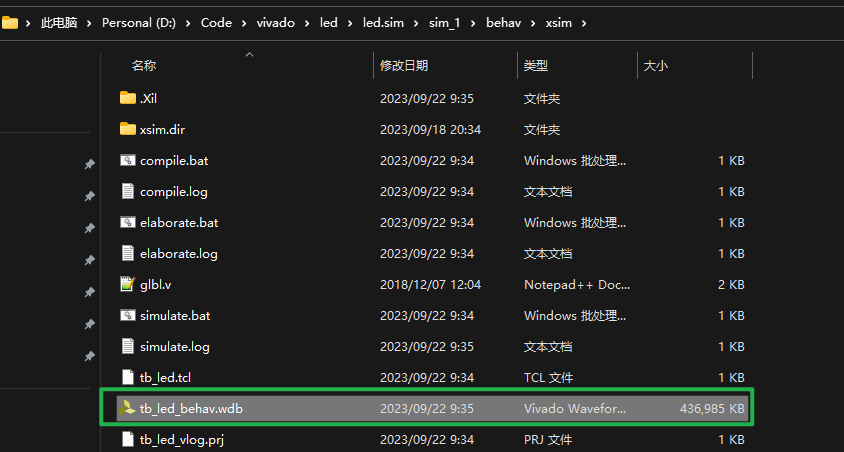 此电脑 › Personal (D:) › Code › vivado › led › led.sim › sim_1 › behav › xsim ›
名称 修改日期 类型 大小
.Xil 2023/09/22 9:35 文件夹
xsim.dir 2023/09/18 20:34 文件夹
compile.bat 2023/09/22 9:34 Windows 批处理... 1 KB
compile.log 2023/09/22 9:34 文本文档 1 KB
elaborate.bat 2023/09/22 9:34 Windows 批处理... 1 KB
elaborate.log 2023/09/22 9:34 文本文档 1 KB
glbl.v 2018/12/07 12:04 Notepad++ Doc... 2 KB
simulate.bat 2023/09/22 9:34 Windows 批处理... 1 KB
simulate.log 2023/09/22 9:35 文本文档 1 KB
tb_led.tcl 2023/09/22 9:34 TCL 文件 1 KB
tb_led_behav.wdb 2023/09/22 9:35 Vivado Wavefor... 436,985 KB
tb_led_vlog.prj 2023/09/22 9:34 PRJ 文件 1 KB